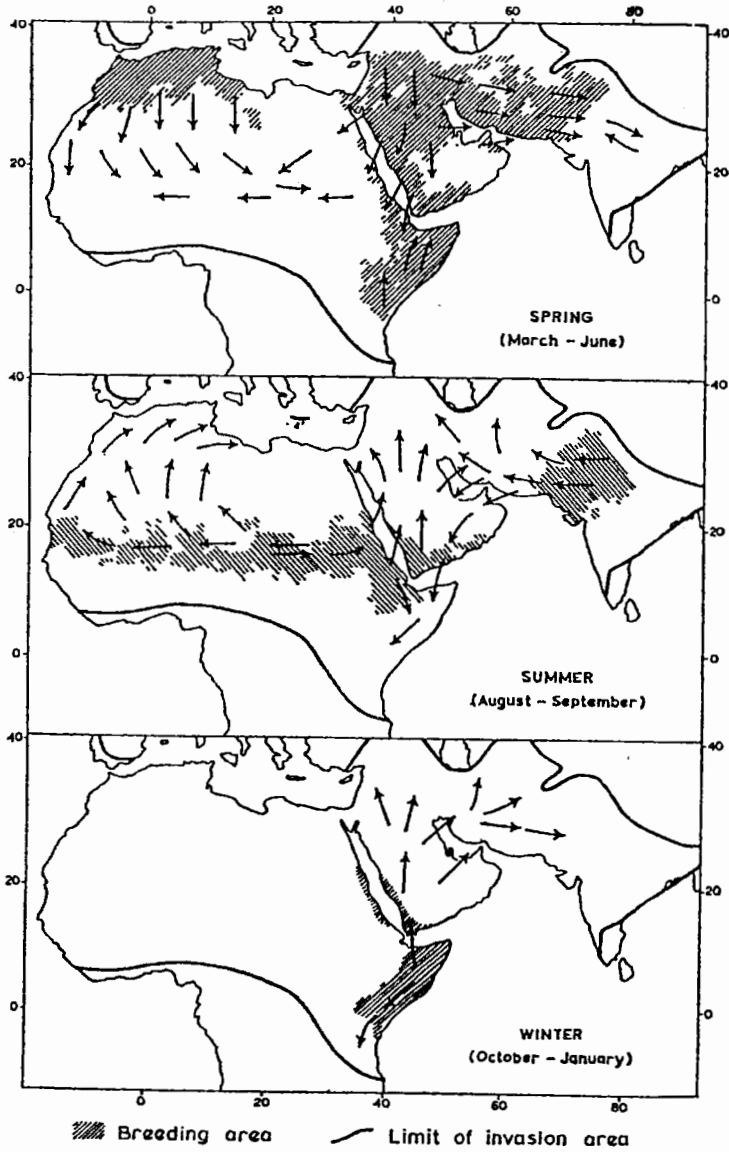 0 20 40 60 80
40 40
20 20
0 0
SPRING
(March – June)
40 40
20 20
0 0
SUMMER
(August – September)
40 40
20 20
0 0
WINTER
(October – January)
0 20 40 60 80
Breeding area Limit of invasion area